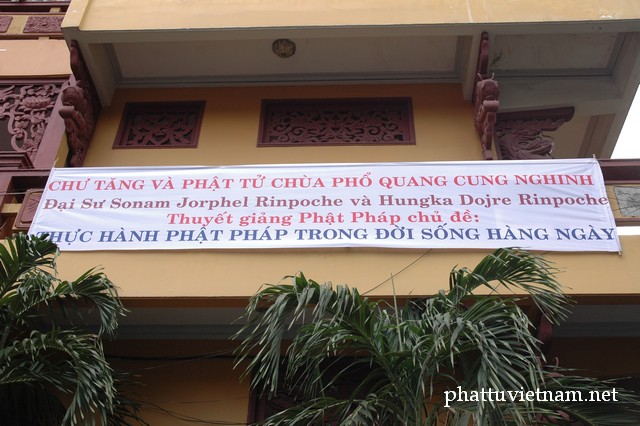 CHƯ TĂNG VÀ PHẬT TỬ CHÙA PHỔ QUANG CUNG NGHINH
Đại Sư Sonam Jorphel Rinpoche và Hungka Dojre Rinpoche
Thuyết giảng Phật Pháp chủ đề:
THỰC HÀNH PHẬT PHÁP TRONG ĐỜI SỐNG HÀNG NGÀY
phattuvietnam.net